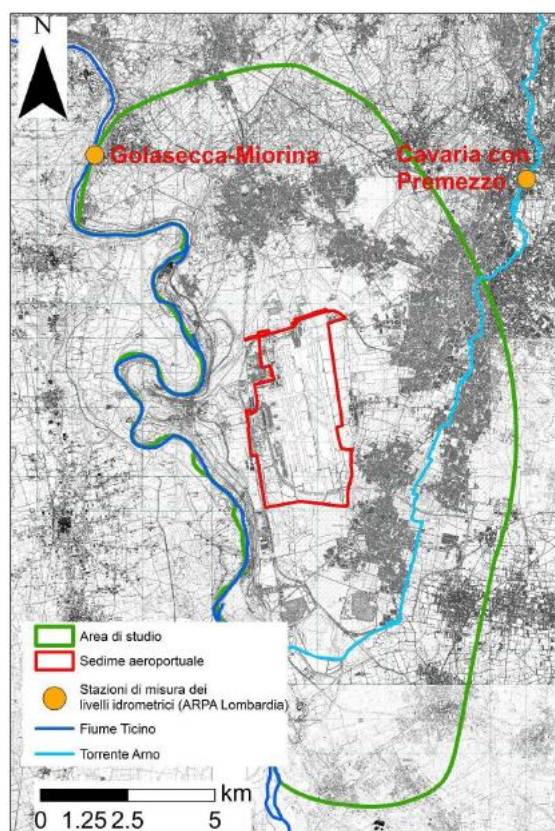 N
Golasecca-Miorina
Cavaria con
Premezzo
Area di studio
Sedime aeroportuale
Stazioni di misura dei
livelli idrometrici (ARPA Lombardia)
Fiume Ticino
Torrente Arno
km
0 1.25 2.5 5